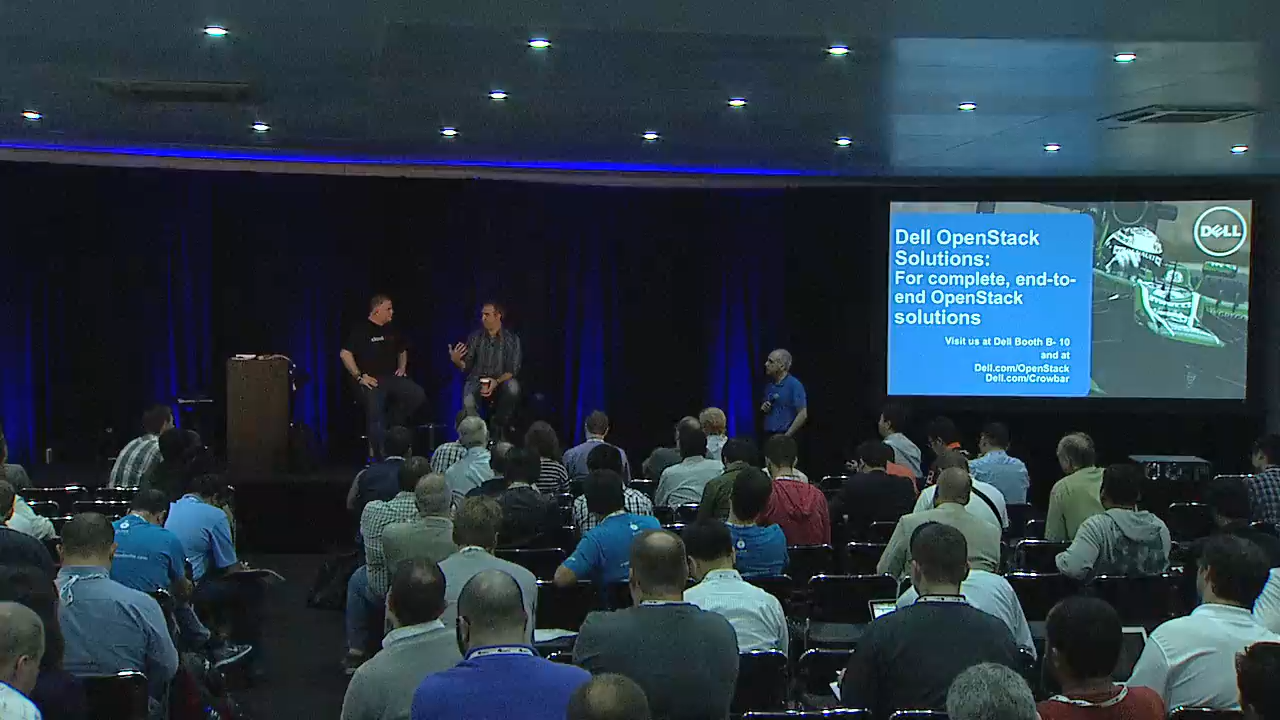 Dell OpenStack
Solutions:
For complete, end-to-
end OpenStack
solutions
Visit us at Dell Booth B- 10
and at
Dell.com/OpenStack
Dell.com/Crowbar
DELL